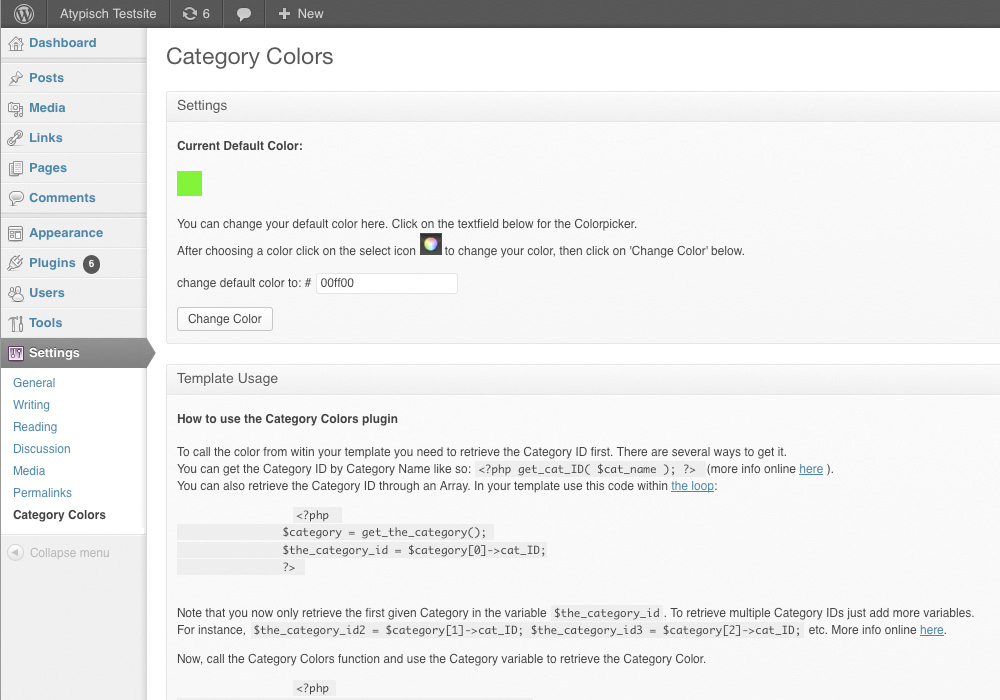 Atypisch Testsite 6 New
Dashboard
Posts
Media
Links
Pages
Comments
Appearance
Plugins 6
Users
Tools
Settings
General
Writing
Reading
Discussion
Media
Permalinks
Category Colors
Collapse menu
Category Colors
Settings
Current Default Color:
You can change your default color here. Click on the textfield below for the Colorpicker.
After choosing a color click on the select icon to change your color, then click on 'Change Color' below.
change default color to: # 00ff00
Change Color
Template Usage
How to use the Category Colors plugin
To call the color from witin your template you need to retrieve the Category ID first. There are several ways to get it.
You can get the Category ID by Category Name like so: <?php get_cat_ID( $cat_name ); ?> (more info online here ).
You can also retrieve the Category ID through an Array. In your template use this code within the loop:
<?php
$category = get_the_category();
$the_category_id = $category[0]->cat_ID;
?>
Note that you now only retrieve the first given Category in the variable $the_category_id . To retrieve multiple Category IDs just add more variables.
For instance, $the_category_id2 = $category[1]->cat_ID; $the_category_id3 = $category[2]->cat_ID; etc. More info online here.
Now, call the Category Colors function and use the Category variable to retrieve the Category Color.
<?php